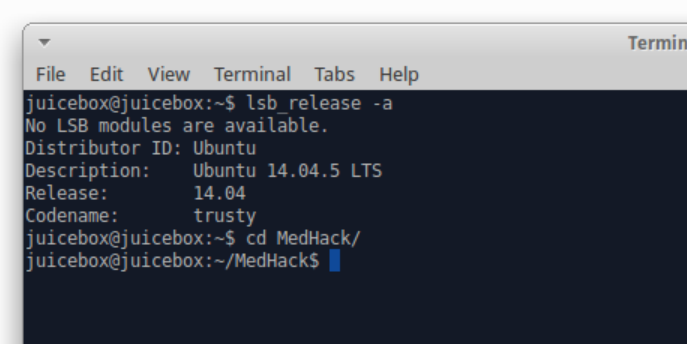 Termin
File Edit View Terminal Tabs Help
juicebox@juicebox:~$ lsb_release -a
No LSB modules are available.
Distributor ID: Ubuntu
Description:    Ubuntu 14.04.5 LTS
Release:        14.04
Codename:       trusty
juicebox@juicebox:~$ cd MedHack/
juicebox@juicebox:~/MedHack$